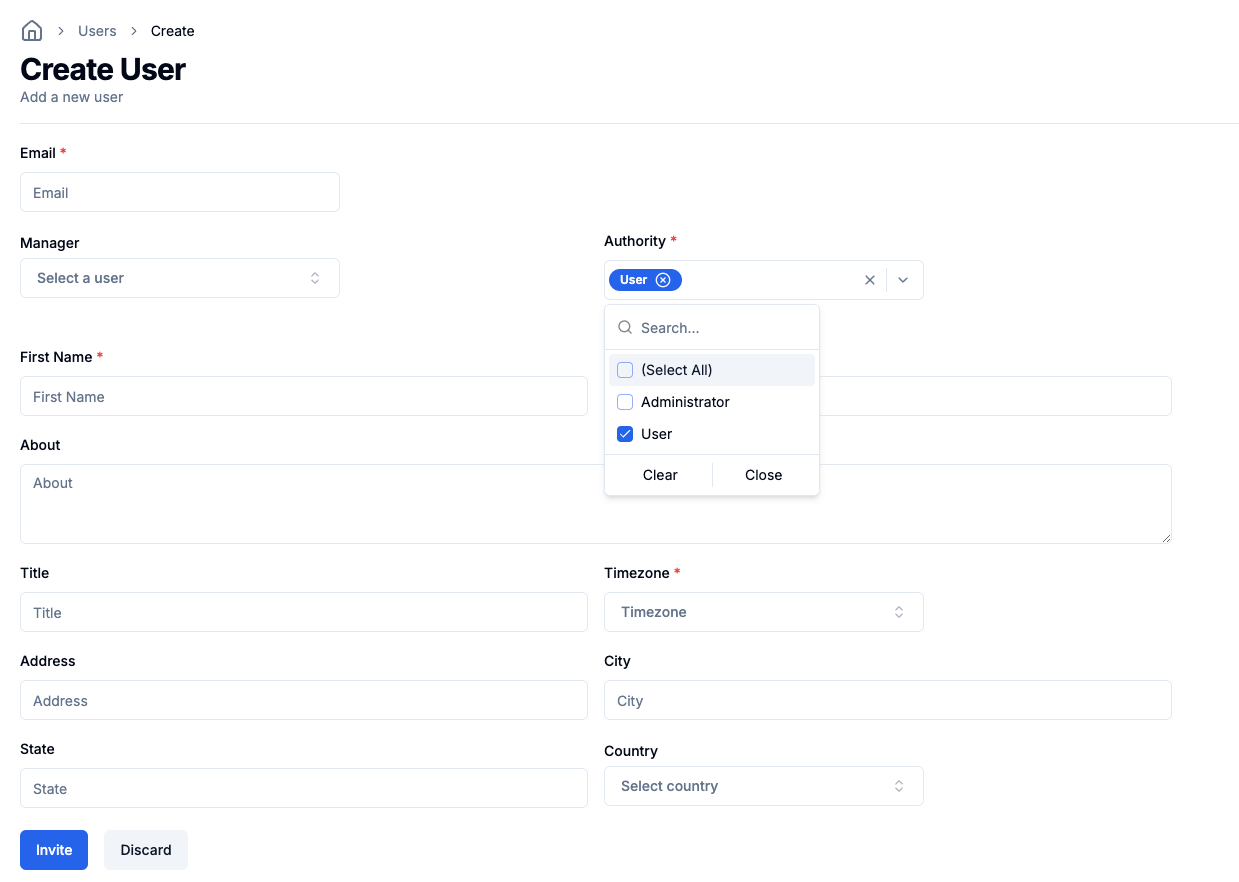 Users
Create
Create User
Add a new user
Email *
Email
Manager
Select a user
Authority *
User
Search...
(Select All)
Administrator
User
Clear
Close
First Name *
First Name
About
About
Title
Title
Timezone *
Timezone
Address
Address
City
City
State
State
Country
Select country
Invite
Discard